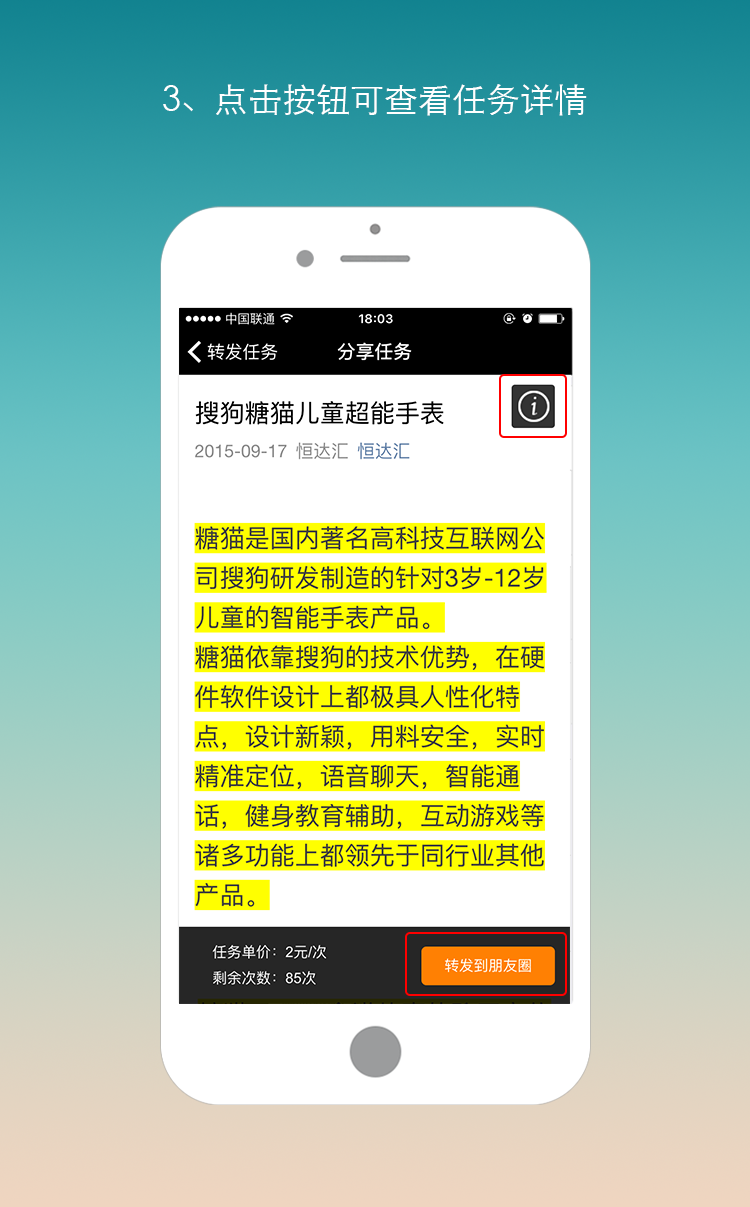 3、点击按钮可查看任务详情
中国联通 18:03
转发任务 分享任务
搜狗糖猫儿童超能手表
2015-09-17 恒达汇 恒达汇
糖猫是国内著名高科技互联网公
司搜狗研发制造的针对3岁-12岁
儿童的智能手表产品。
糖猫依靠搜狗的技术优势，在硬
件软件设计上都极具人性化特
点，设计新颖，用料安全，实时
精准定位，语音聊天，智能通
话，健身教育辅助，互动游戏等
诸多功能上都领先于同行业其他
产品。
任务单价：2元/次
剩余次数：85次
转发到朋友圈